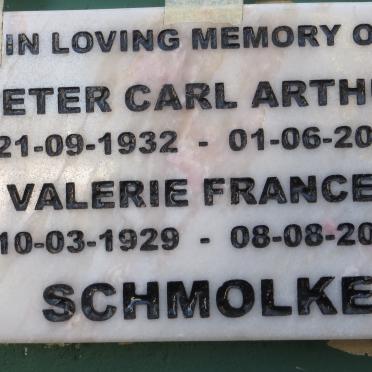 IN LOVING MEMORY O
ETER CARL ARTHU
21-09-1932 - 01-06-20
VALERIE FRANCE
10-03-1929 - 08-08-20
SCHMOLKE